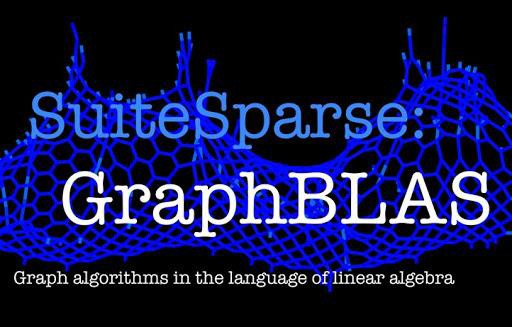 SuiteSparse:
GraphBLAS
Graph algorithms in the language of linear algebra